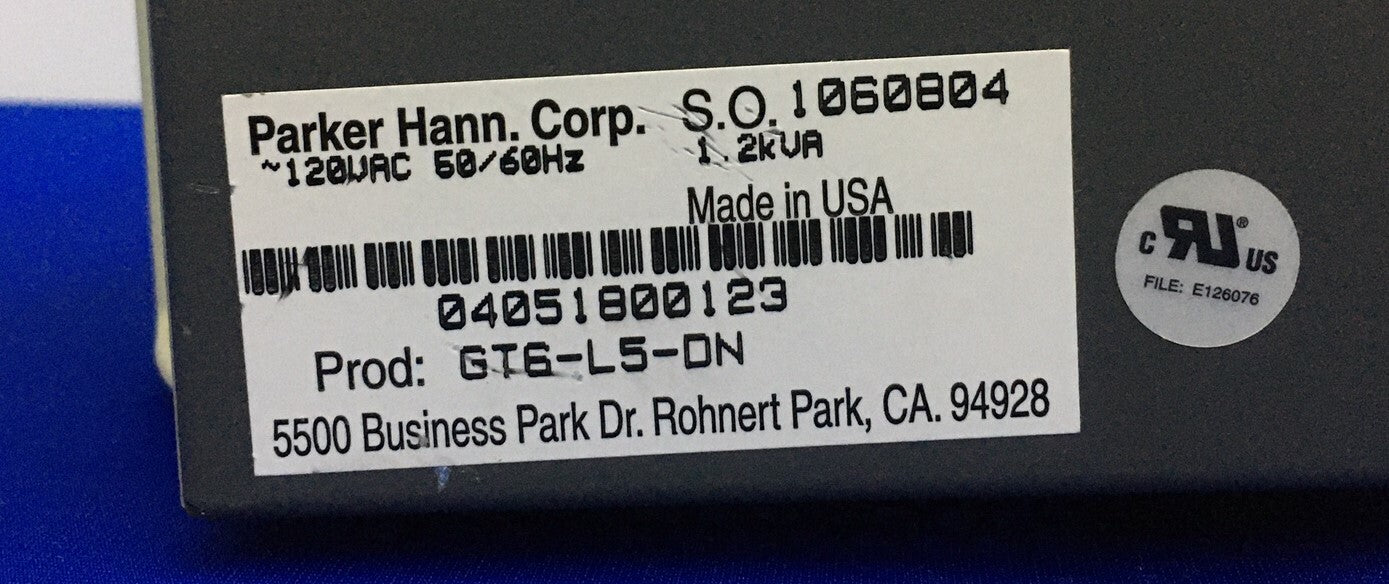 Parker Hann. Corp. S.O. 1060804
~120VAC 50/60Hz 1.2kVA
Made in USA
04051800123
Prod: GT6-L5-DN
5500 Business Park Dr. Rohnert Park, CA. 94928
c RU® US
FILE: E126076